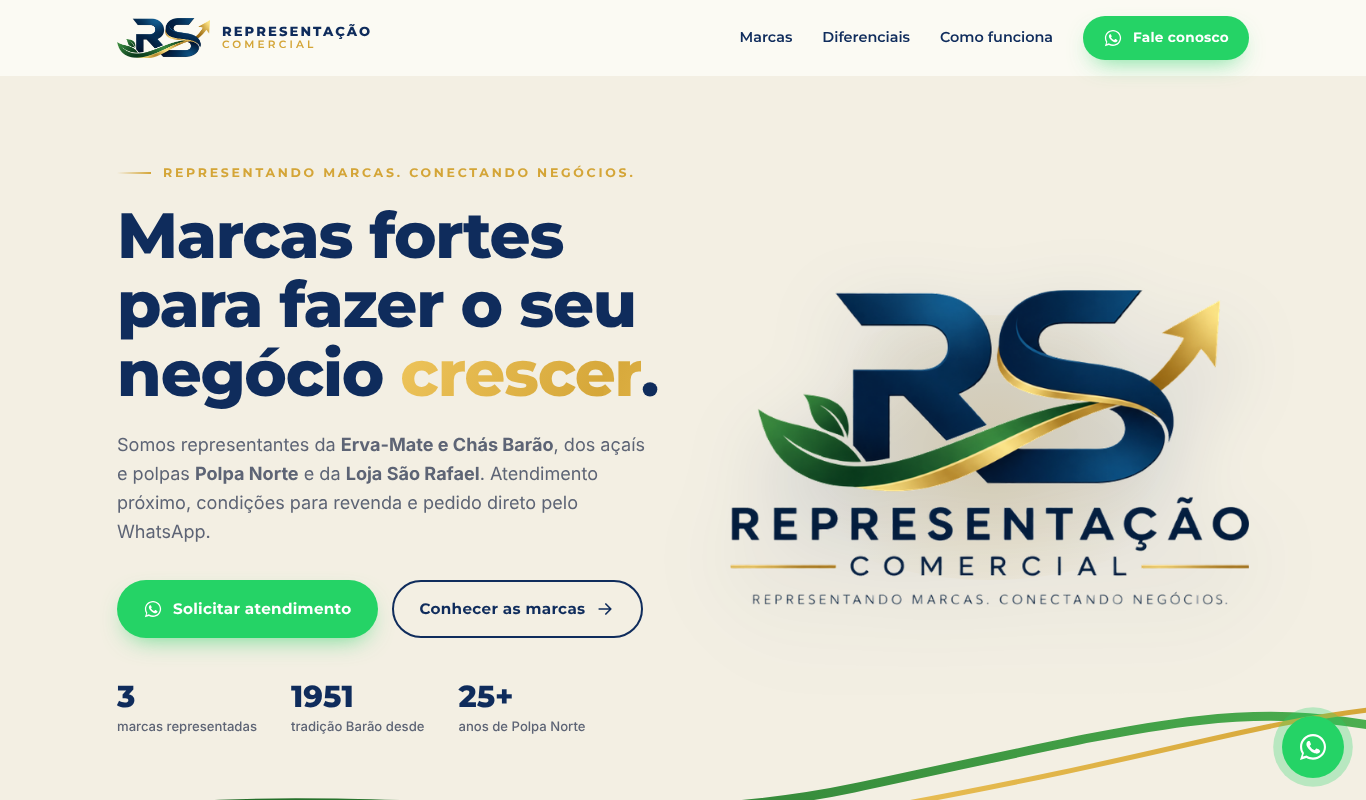 RS REPRESENTAÇÃO
COMERCIAL
Marcas Diferenciais Como funciona Fale conosco
REPRESENTANDO MARCAS. CONECTANDO NEGÓCIOS.
Marcas fortes
para fazer o seu
negócio crescer.
Somos representantes da Erva-Mate e Chás Barão, dos açaís
e polpas Polpa Norte e da Loja São Rafael. Atendimento
próximo, condições para revenda e pedido direto pelo
WhatsApp.
Solicitar atendimento Conhecer as marcas →
3 1951 25+
marcas representadas tradição Barão desde anos de Polpa Norte
RS
REPRESENTAÇÃO
COMERCIAL
REPRESENTANDO MARCAS. CONECTANDO NEGÓCIOS.